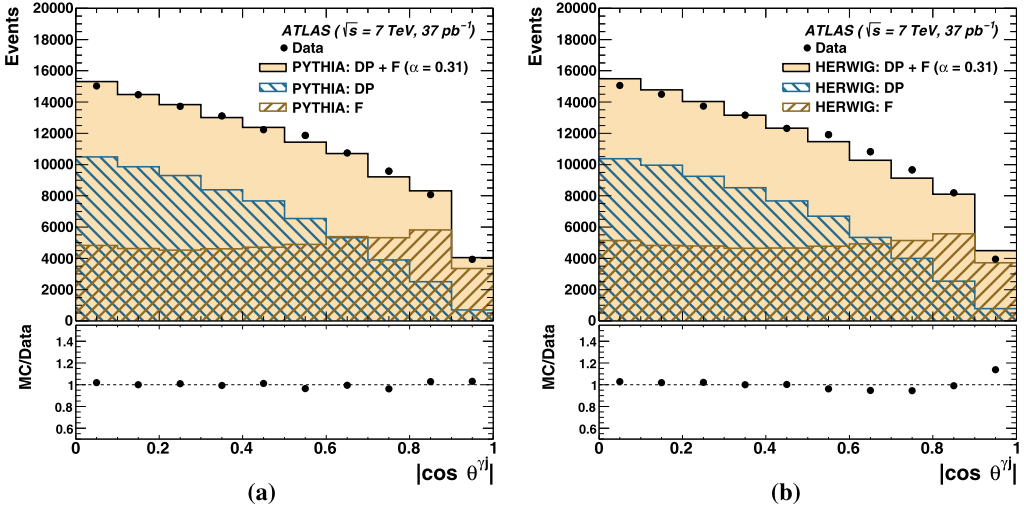 Events
20000
18000
16000
14000
12000
10000
8000
6000
4000
2000
0
ATLAS (√s = 7 TeV, 37 pb⁻¹)
Data
PYTHIA: DP + F (α = 0.31)
PYTHIA: DP
PYTHIA: F
MC/Data
1.4
1.2
1
0.8
0.6
0 0.2 0.4 0.6 0.8 1
|cos θ^γj|
(a)
Events
20000
18000
16000
14000
12000
10000
8000
6000
4000
2000
0
ATLAS (√s = 7 TeV, 37 pb⁻¹)
Data
HERWIG: DP + F (α = 0.31)
HERWIG: DP
HERWIG: F
MC/Data
1.4
1.2
1
0.8
0.6
0 0.2 0.4 0.6 0.8 1
|cos θ^γj|
(b)